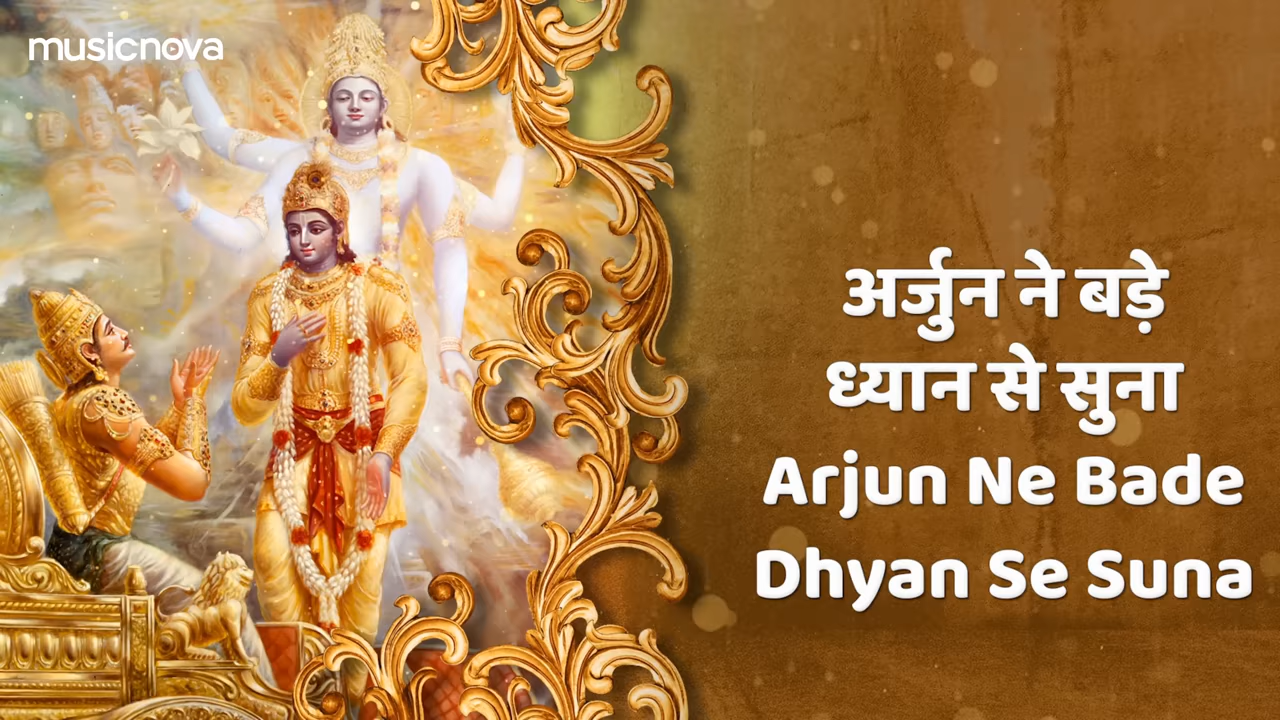 musicnova
अर्जुन ने बड़े
ध्यान से सुना
Arjun Ne Bade
Dhyan Se Suna